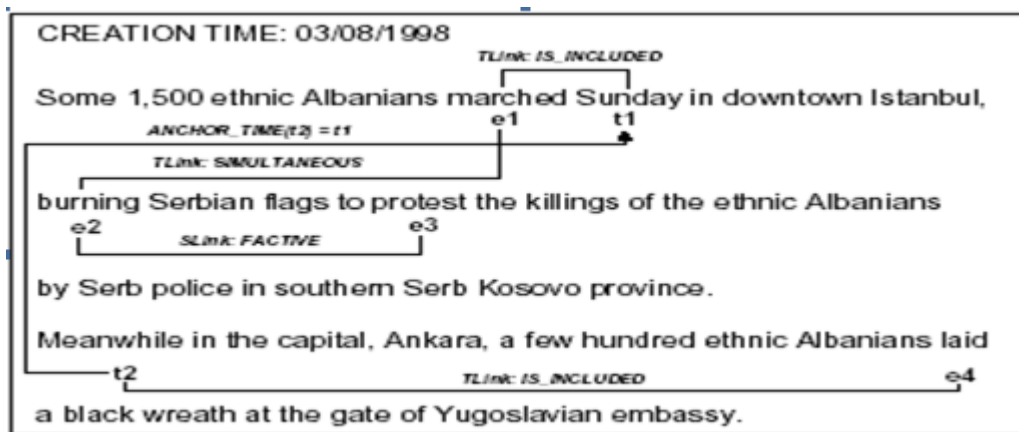 CREATION TIME: 03/08/1998
TLink: IS_INCLUDED
Some 1,500 ethnic Albanians marched Sunday in downtown Istanbul,
e1 t1
ANCHOR_TIME(t2) = t1
TLink: SIMULTANEOUS
burning Serbian flags to protest the killings of the ethnic Albanians
e2 e3
SLink: FACTIVE
by Serb police in southern Serb Kosovo province.
Meanwhile in the capital, Ankara, a few hundred ethnic Albanians laid
t2 TLink: IS_INCLUDED e4
a black wreath at the gate of Yugoslavian embassy.